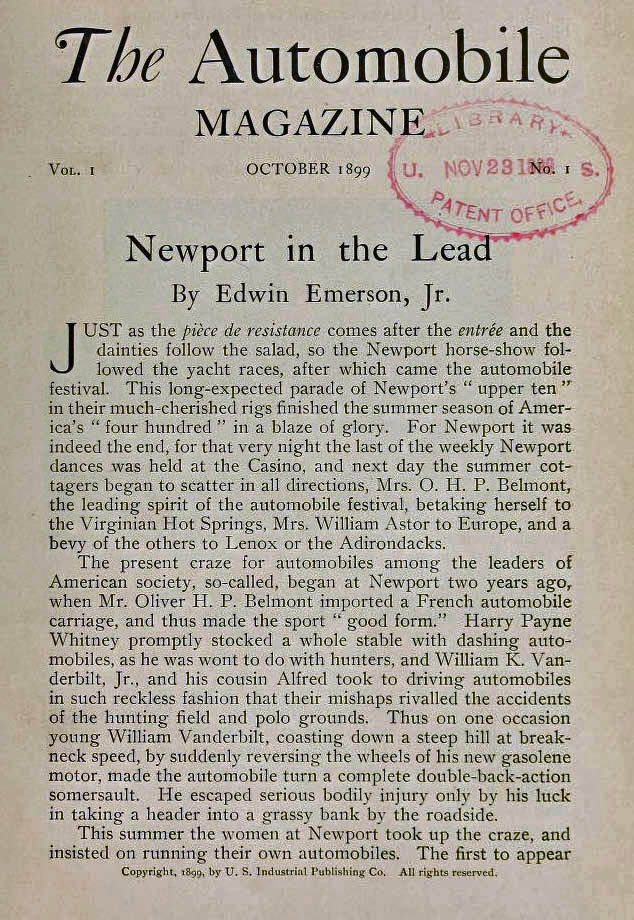 The Automobile
MAGAZINE
VOL. I OCTOBER 1899 No. I
LIBRARY
U. NOV 23 S.
PATENT OFFICE.
Newport in the Lead
By Edwin Emerson, Jr.
JUST as the pièce de resistance comes after the entrée and the
dainties follow the salad, so the Newport horse-show fol-
lowed the yacht races, after which came the automobile
festival. This long-expected parade of Newport's "upper ten"
in their much-cherished rigs finished the summer season of Amer-
ica's "four hundred" in a blaze of glory. For Newport it was
indeed the end, for that very night the last of the weekly Newport
dances was held at the Casino, and next day the summer cot-
tagers began to scatter in all directions, Mrs. O. H. P. Belmont,
the leading spirit of the automobile festival, betaking herself to
the Virginian Hot Springs, Mrs. William Astor to Europe, and a
bevy of the others to Lenox or the Adirondacks.
The present craze for automobiles among the leaders of
American society, so-called, began at Newport two years ago,
when Mr. Oliver H. P. Belmont imported a French automobile
carriage, and thus made the sport "good form." Harry Payne
Whitney promptly stocked a whole stable with dashing auto-
mobiles, as he was wont to do with hunters, and William K. Van-
derbilt, Jr., and his cousin Alfred took to driving automobiles
in such reckless fashion that their mishaps rivalled the accidents
of the hunting field and polo grounds. Thus on one occasion
young William Vanderbilt, coasting down a steep hill at break-
neck speed, by suddenly reversing the wheels of his new gasolene
motor, made the automobile turn a complete double-back-action
somersault. He escaped serious bodily injury only by his luck
in taking a header into a grassy bank by the roadside.
This summer the women at Newport took up the craze, and
insisted on running their own automobiles. The first to appear
Copyright, 1899, by U. S. Industrial Publishing Co. All rights reserved.